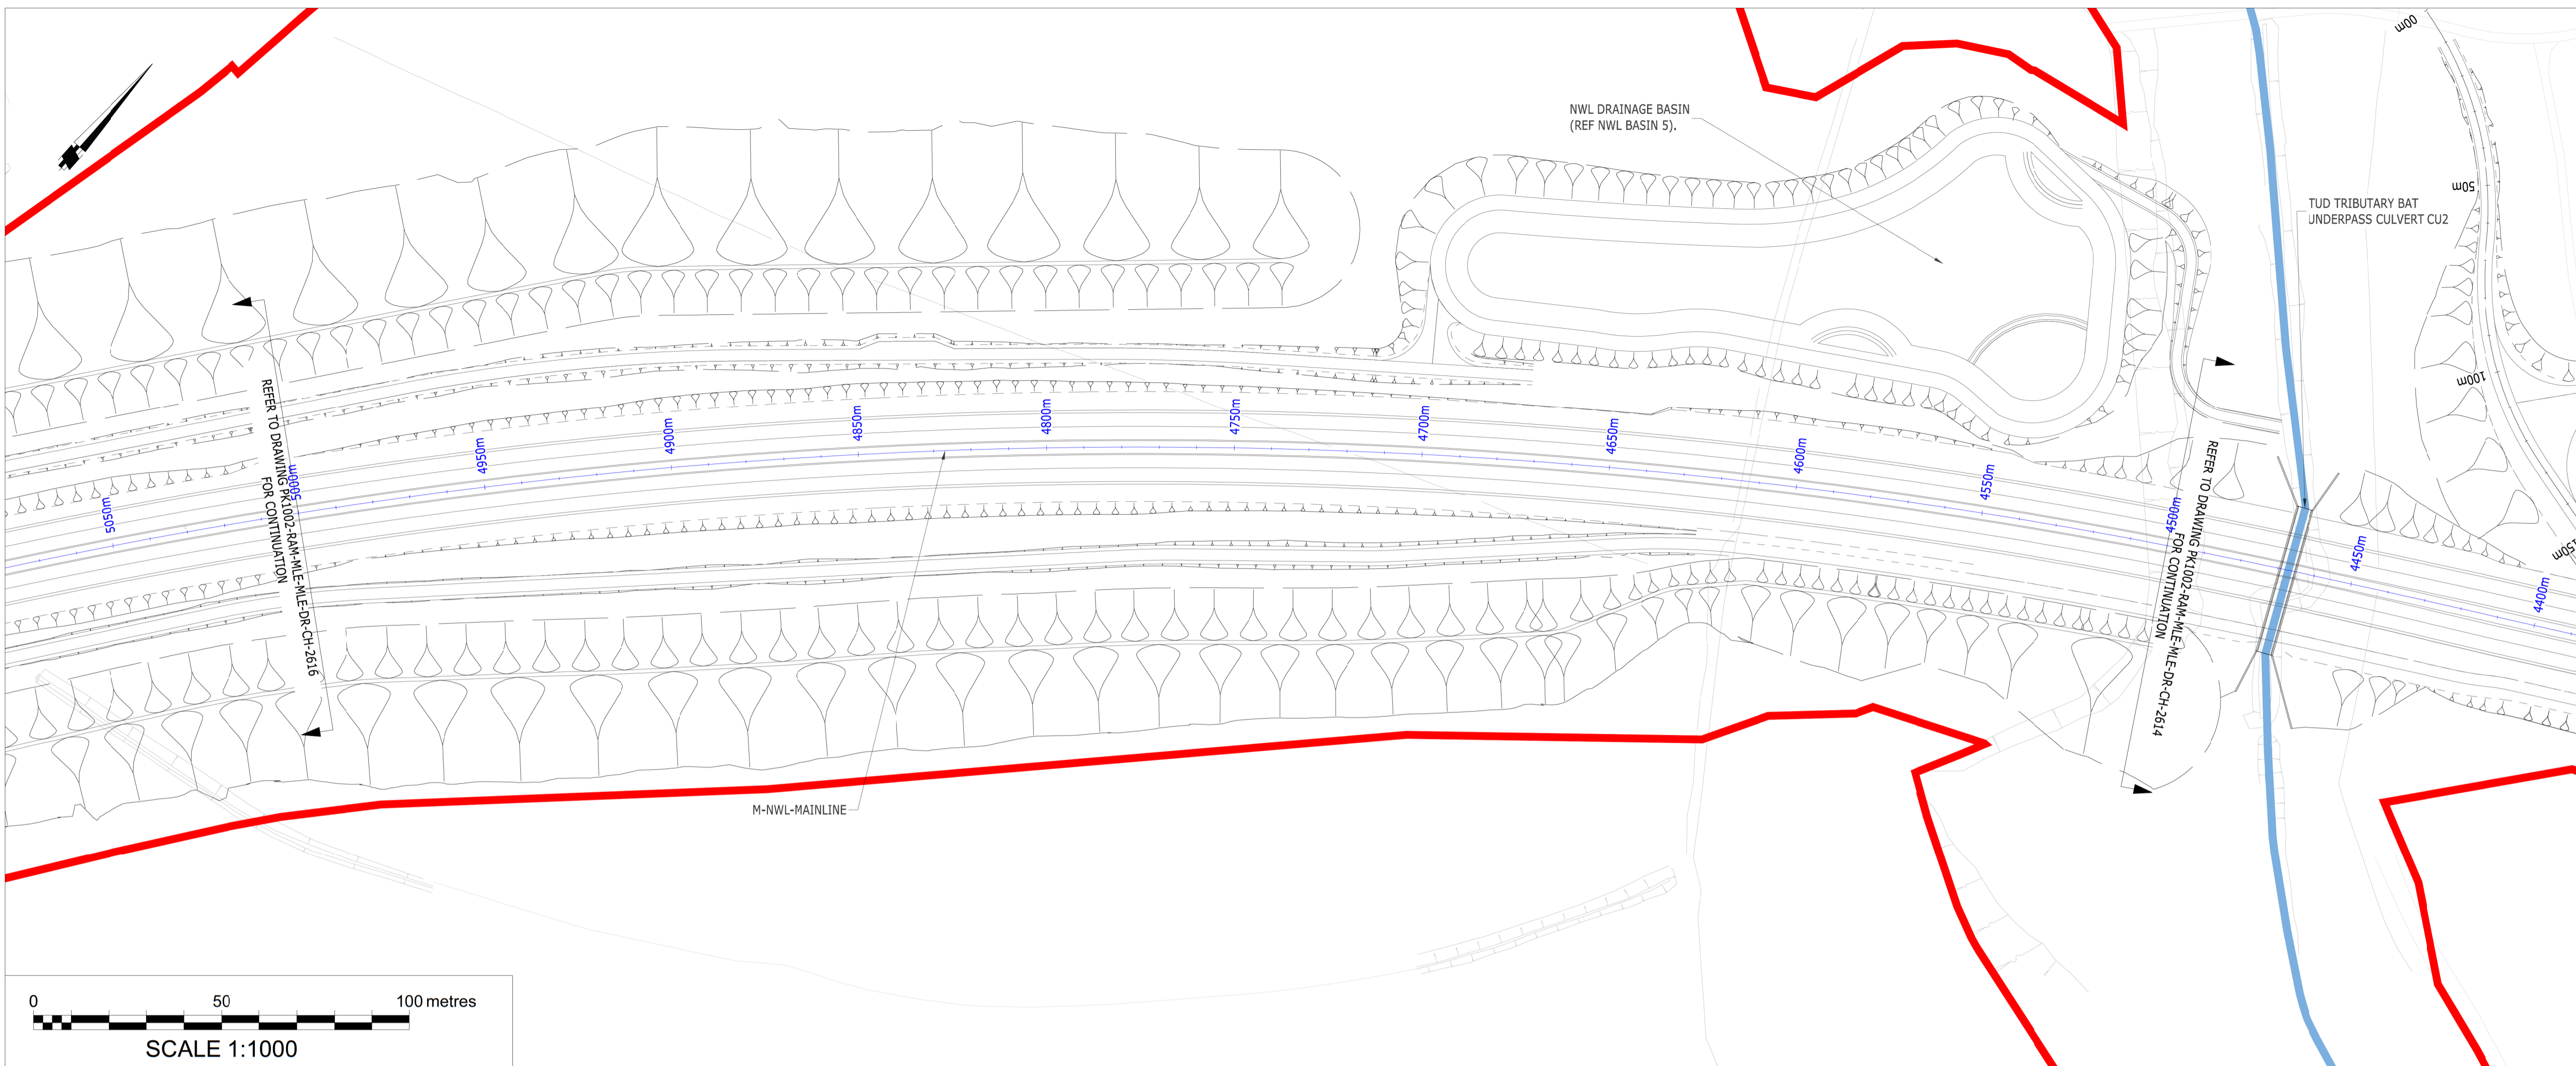 00m
NWL DRAINAGE BASIN
(REF NWL BASIN 5).
50m
TUD TRIBUTARY BAT
UNDERPASS CULVERT CU2
100m
150m
REFER TO DRAWING PK1002-RAM-MLE-MLE-DR-CH-2616
FOR CONTINUATION
5050m
5000m
4950m
4900m
4850m
4800m
4750m
4700m
4650m
4600m
4550m
4500m
4450m
4400m
REFER TO DRAWING PK1002-RAM-MLE-MLE-DR-CH-2614
FOR CONTINUATION
M-NWL-MAINLINE
0 50 100 metres
SCALE 1:1000